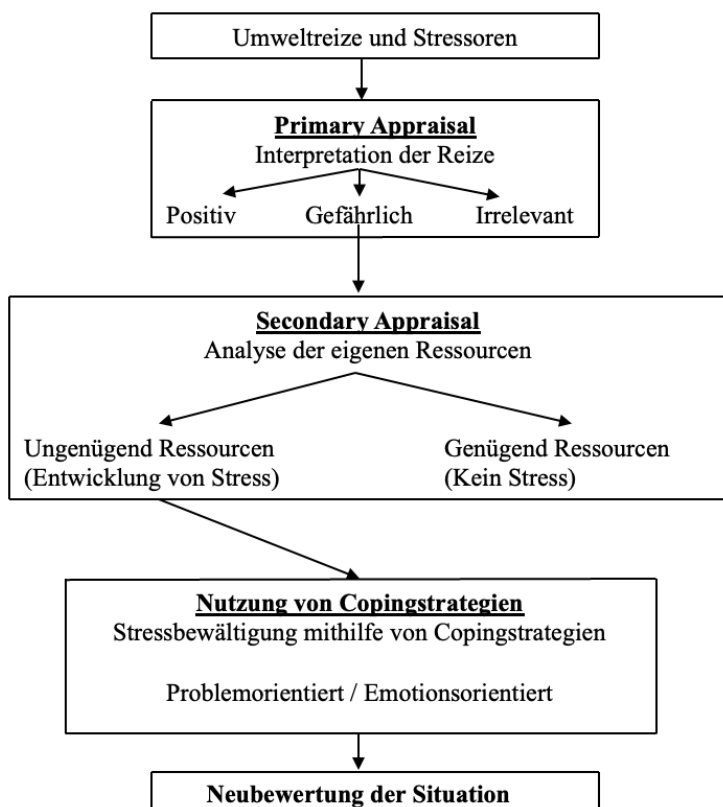 Umweltreize und Stressoren
Primary Appraisal
Interpretation der Reize
Positiv Gefährlich Irrelevant
Secondary Appraisal
Analyse der eigenen Ressourcen
Ungenügend Ressourcen Genügend Ressourcen
(Entwicklung von Stress) (Kein Stress)
Nutzung von Copingstrategien
Stressbewältigung mithilfe von Copingstrategien
Problemorientiert / Emotionsorientiert
Neubewertung der Situation